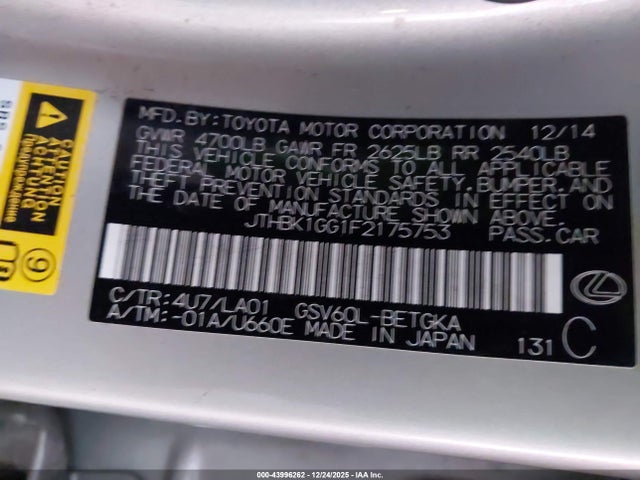 MFD.BY:TOYOTA MOTOR CORPORATION 12/14
GVWR 4700LB GAWR FR 2625LB RR 2540LB
THIS VEHICLE CONFORMS TO ALL APPLICABLE
FEDERAL MOTOR VEHICLE SAFETY,BUMPER,AND
THEFT PREVENTION STANDARDS IN EFFECT ON
THE DATE OF MANUFACTURE SHOWN ABOVE.
JTHBK1GG1F2175753 PASS.CAR
C/TR:4U7/LA01 GSV60L-BETGKA
A/TM:-01A/U660E MADE IN JAPAN
131 C
CAUTION
ATTENTION
ACHTUNG
9
000-43996262 - 12/24/2025 - IAA Inc.